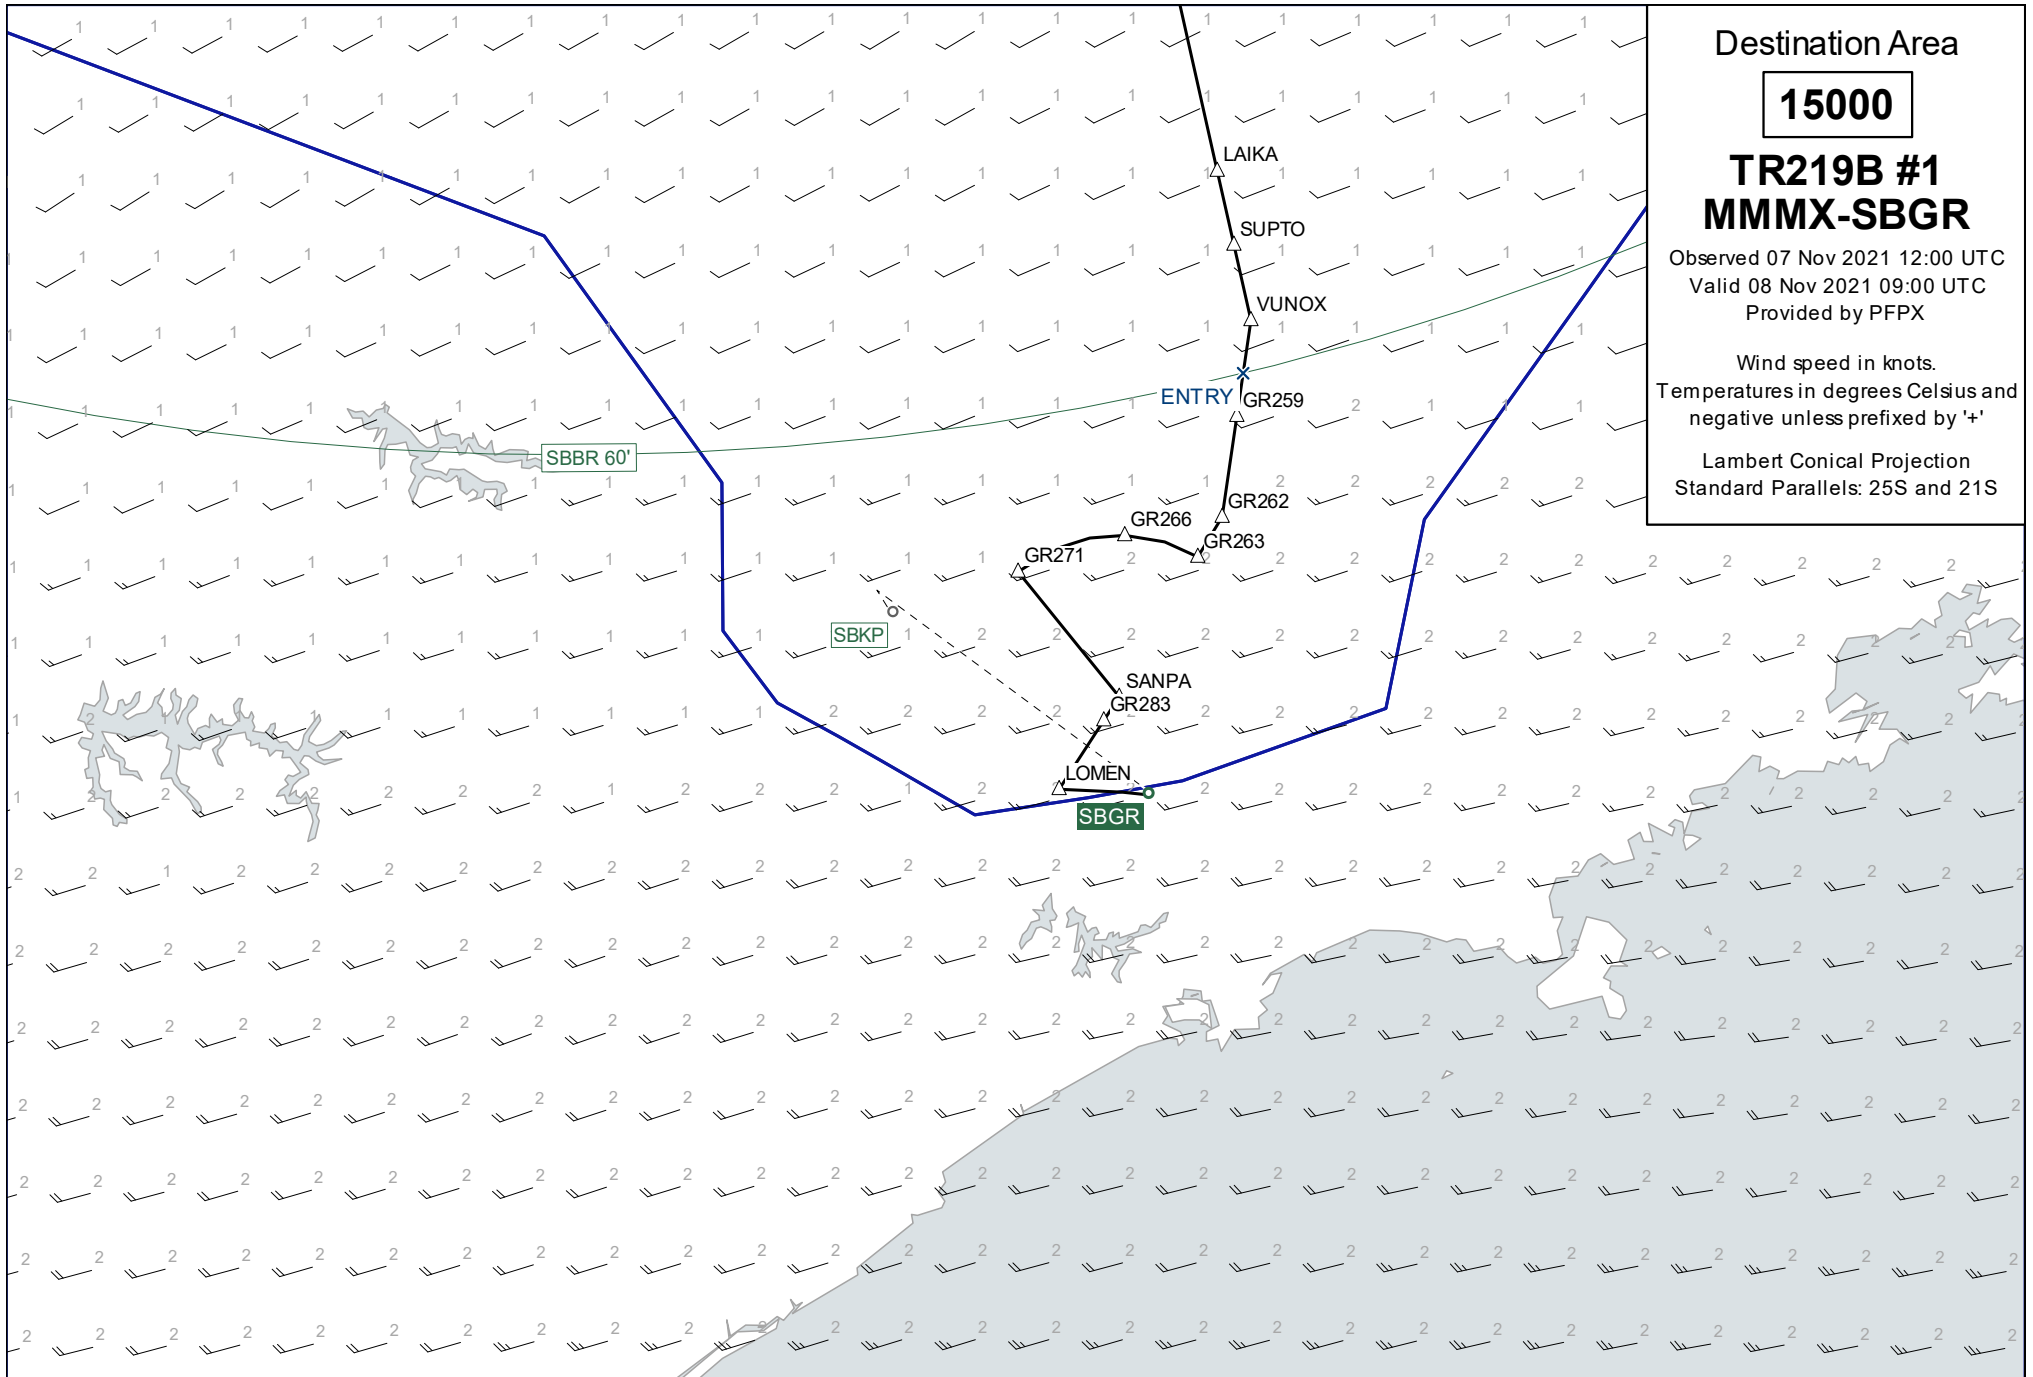 Destination Area
15000
TR219B #1
MMMX-SBGR
Observed 07 Nov 2021 12:00 UTC
Valid 08 Nov 2021 09:00 UTC
Provided by PFPX
Wind speed in knots.
Temperatures in degrees Celsius and
negative unless prefixed by '+'
Lambert Conical Projection
Standard Parallels: 25S and 21S
LAIKA
SUPTO
VUNOX
ENTRY
GR259
SBBR 60'
GR262
GR266
GR263
GR271
SBKP
SANPA
GR283
LOMEN
SBGR